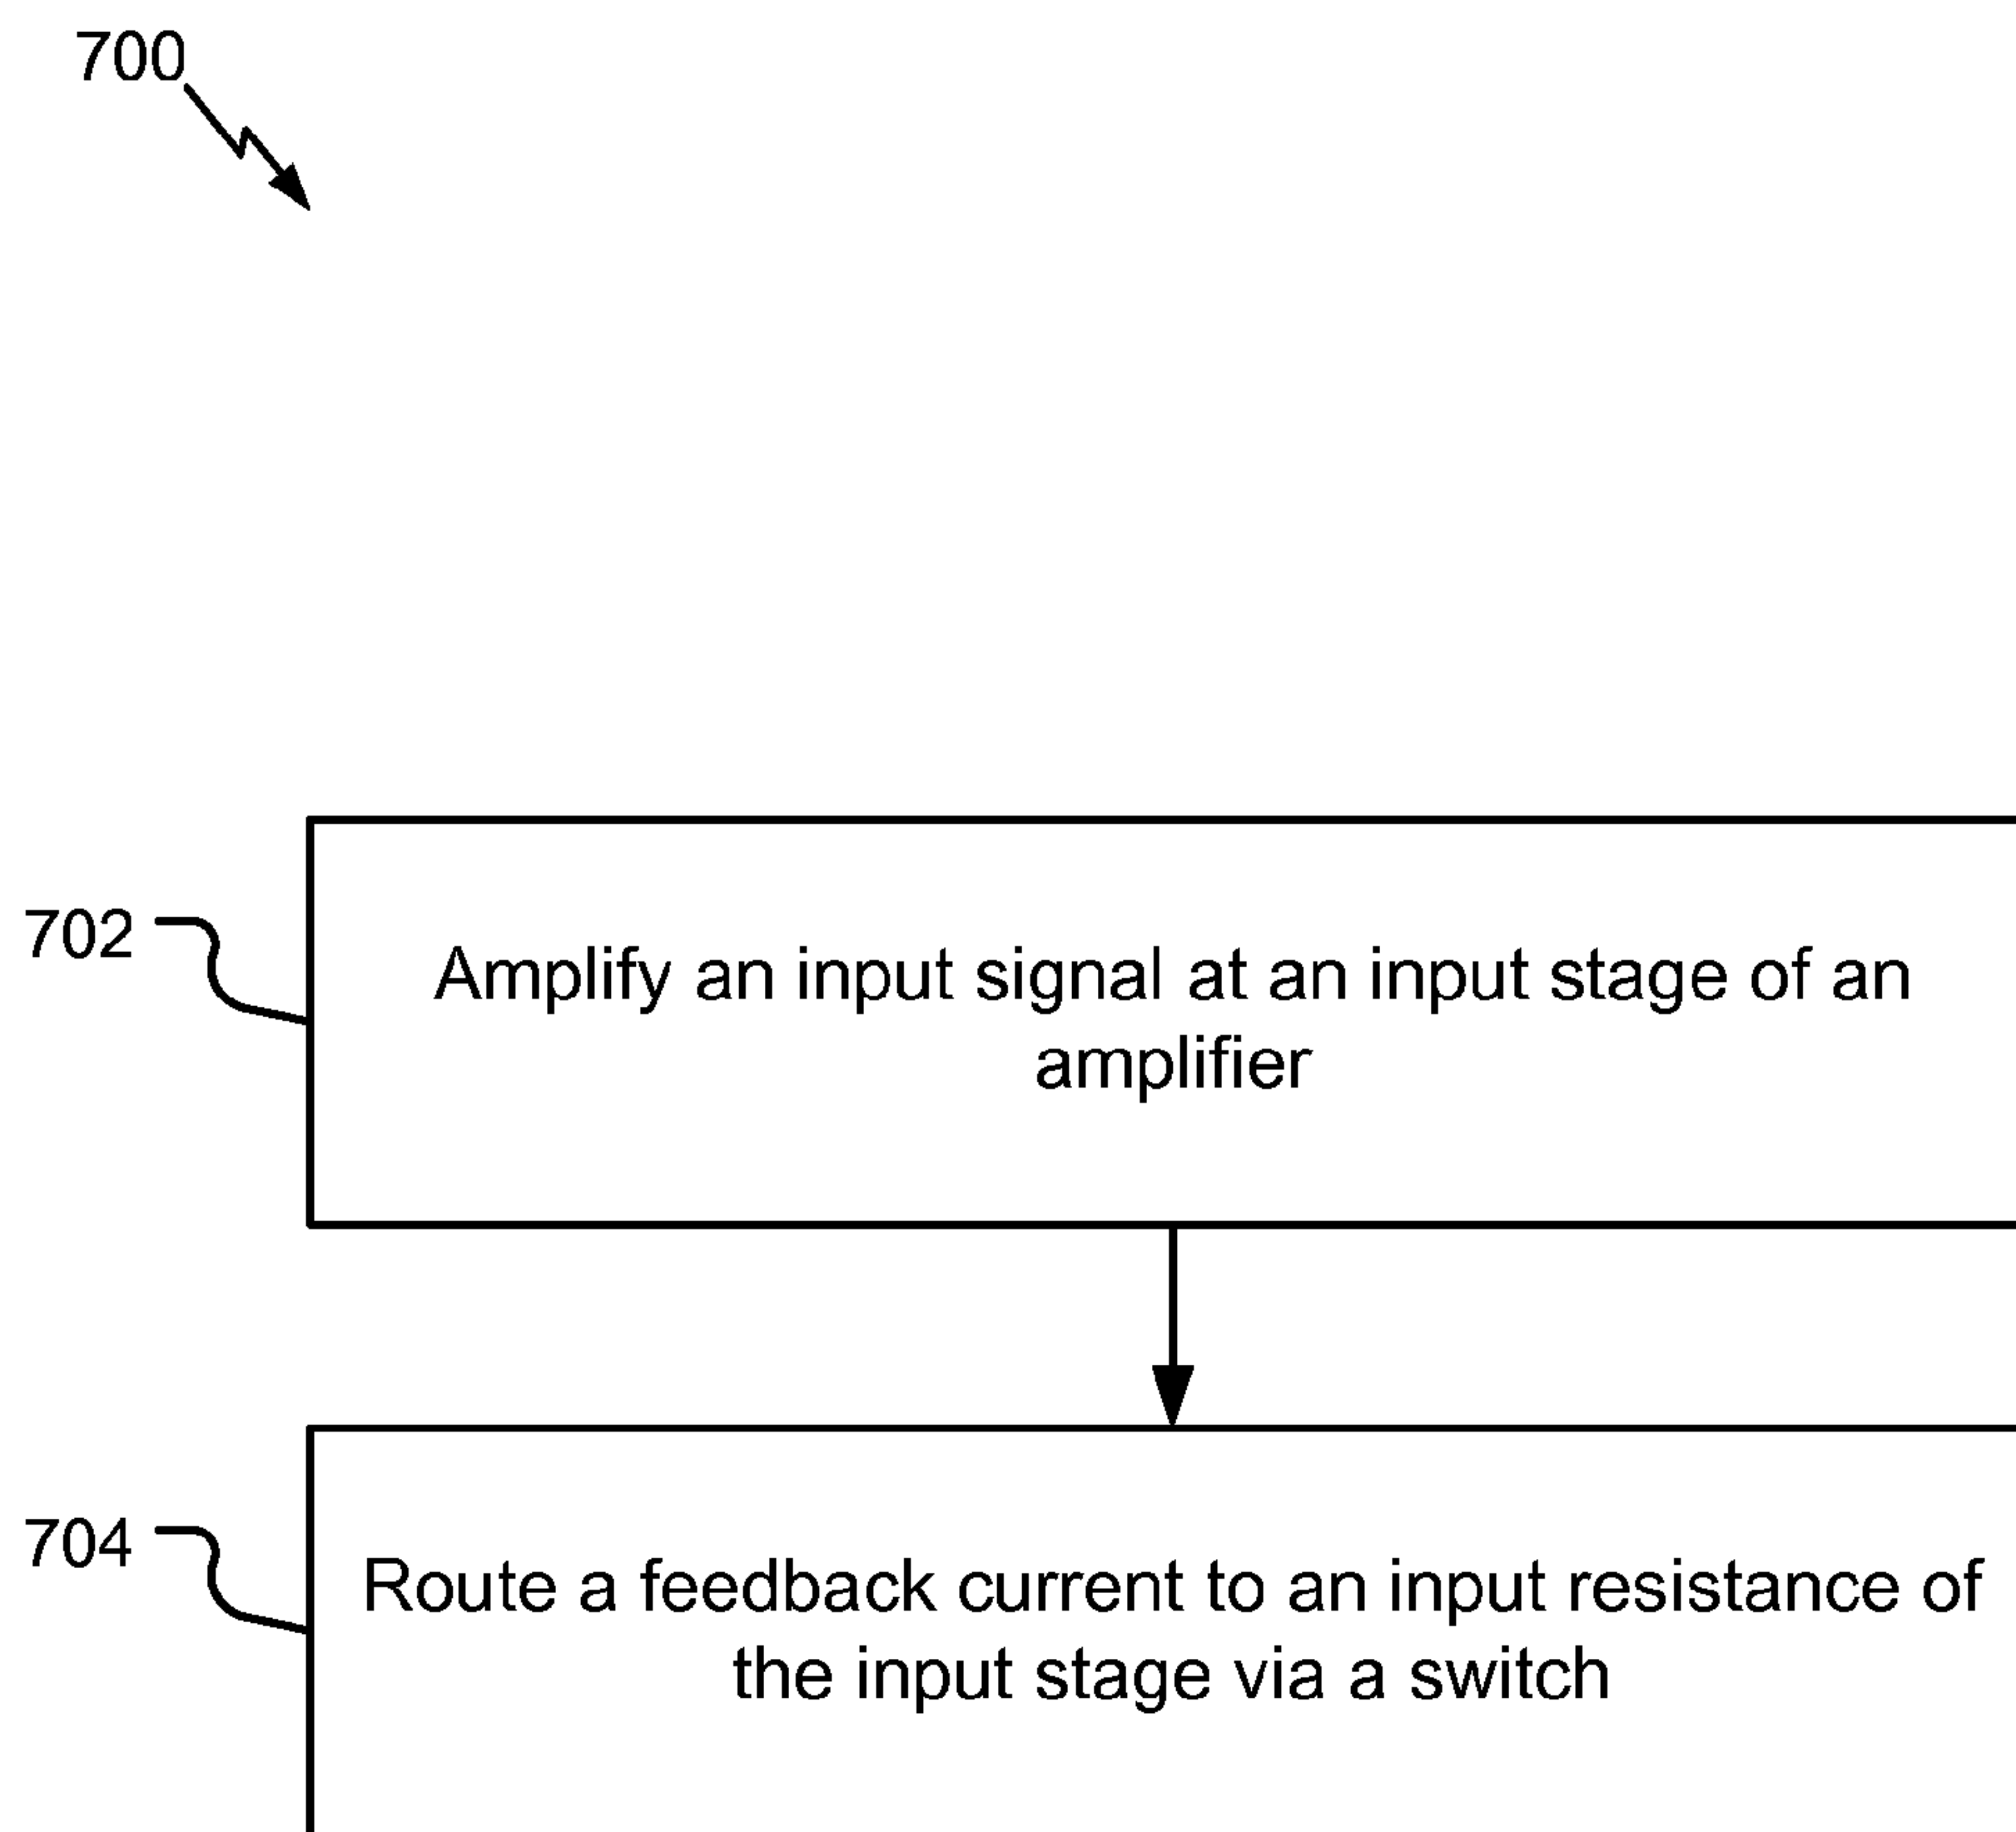 700
702
Amplify an input signal at an input stage of an
amplifier
704
Route a feedback current to an input resistance of
the input stage via a switch